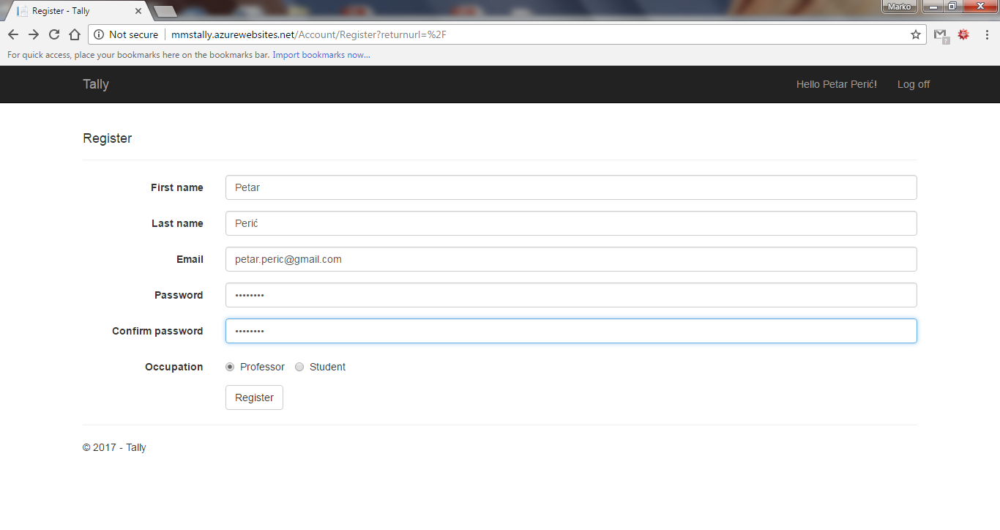 Register - Tally
Marko
Not secure mmstally.azurewebsites.net/Account/Register?returnurl=%2F
For quick access, place your bookmarks here on the bookmarks bar. Import bookmarks now...
Tally Hello Petar Perić! Log off
Register
First name Petar
Last name Perić
Email petar.peric@gmail.com
Password ••••••••
Confirm password ••••••••
Occupation Professor Student
Register
© 2017 - Tally